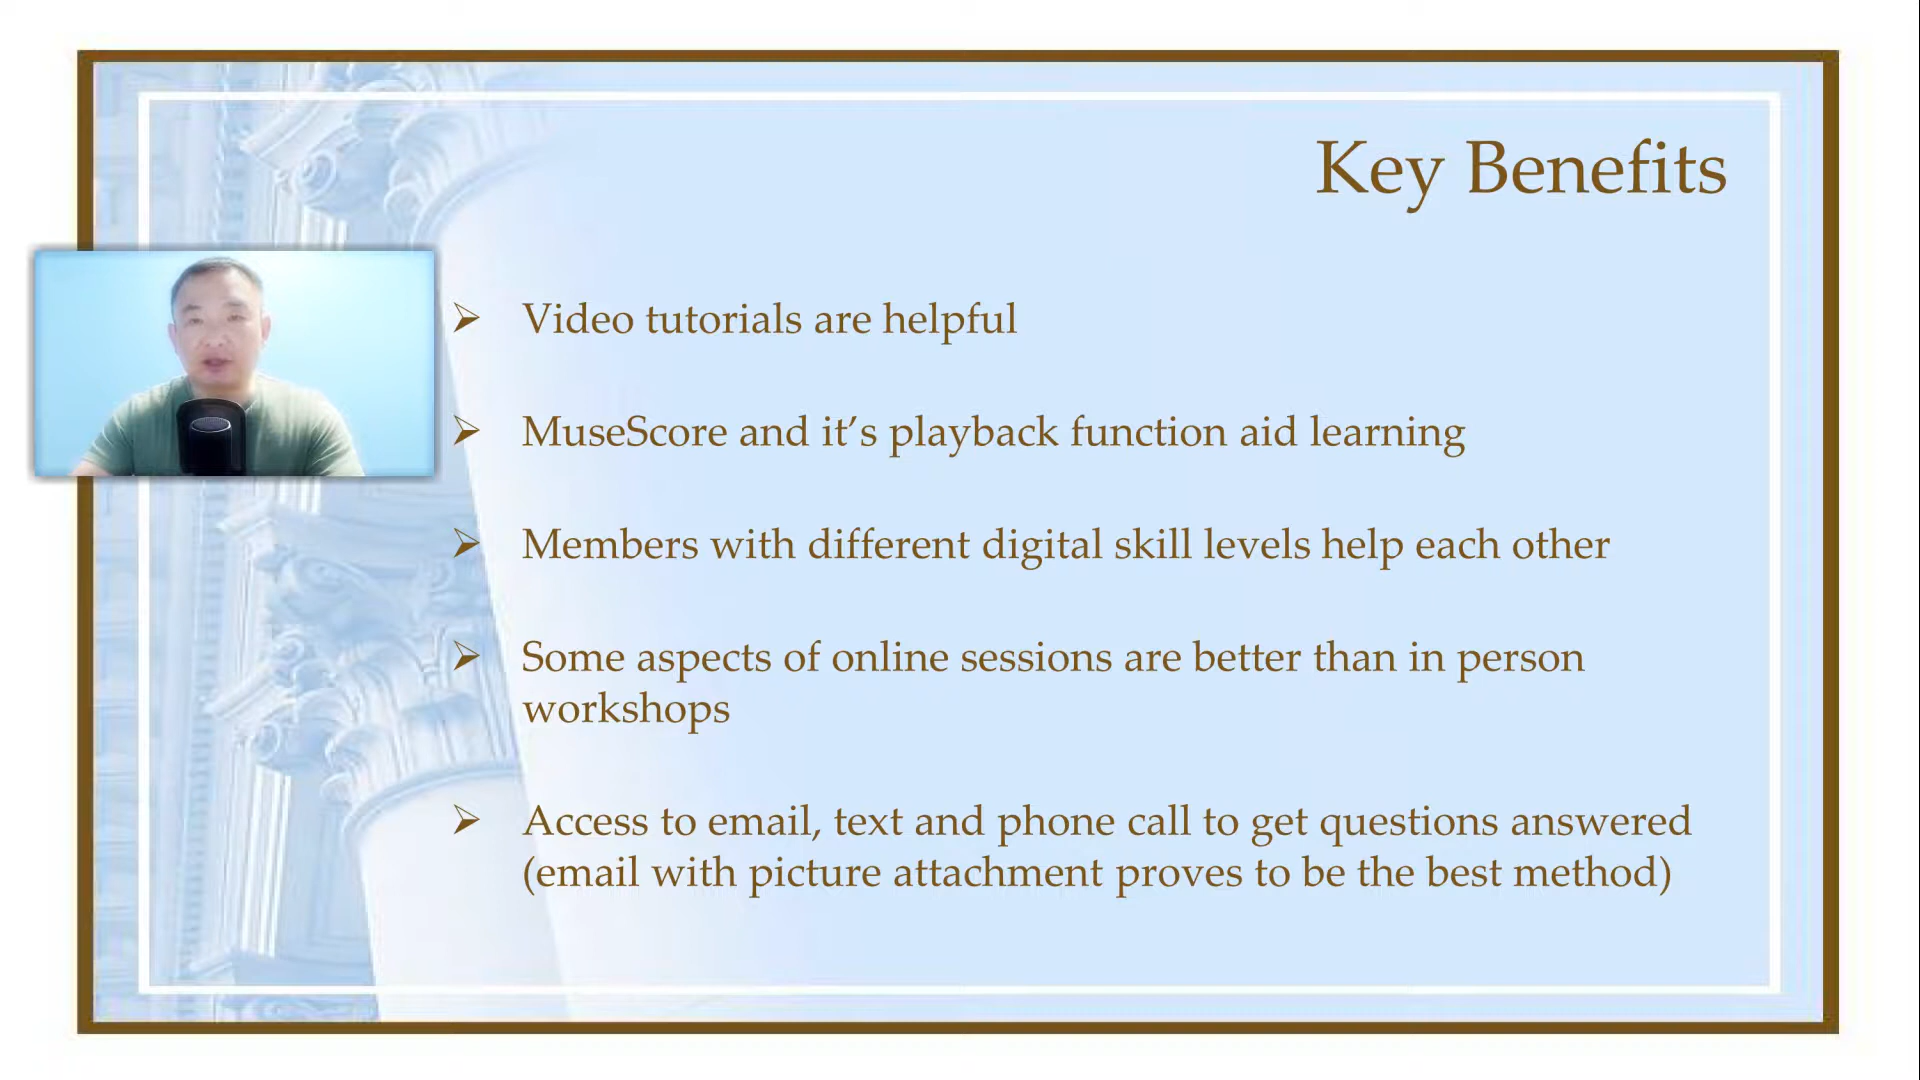 Key Benefits
Video tutorials are helpful
MuseScore and it’s playback function aid learning
Members with different digital skill levels help each other
Some aspects of online sessions are better than in person
workshops
Access to email, text and phone call to get questions answered
(email with picture attachment proves to be the best method)